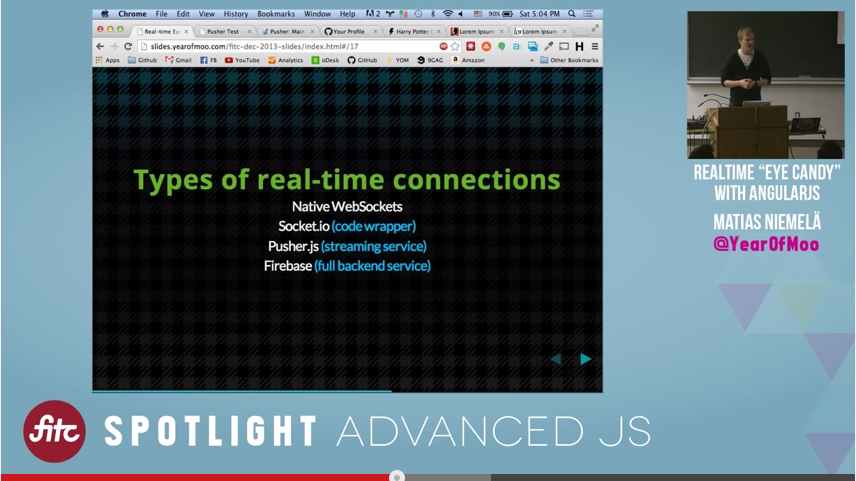 Chrome File Edit View History Bookmarks Window Help 2 90% Sat 5:04 PM
Real-time Ey Pusher Test Pusher: Main Your Profile Harry Potter Lorem Ipsum Lorem Ipsum
slides.yearofmoo.com/fitc-dec-2013-slides/index.html#/17
Apps Github Gmail FB YouTube Analytics oDesk GitHub YOM 9GAG Amazon Other Bookmarks
Types of real-time connections
Native WebSockets
Socket.io (code wrapper)
Pusher.js (streaming service)
Firebase (full backend service)
REALTIME “EYE CANDY”
WITH ANGULARJS
MATIAS NIEMELÄ
@YearOfMoo
fitc SPOTLIGHT ADVANCED JS